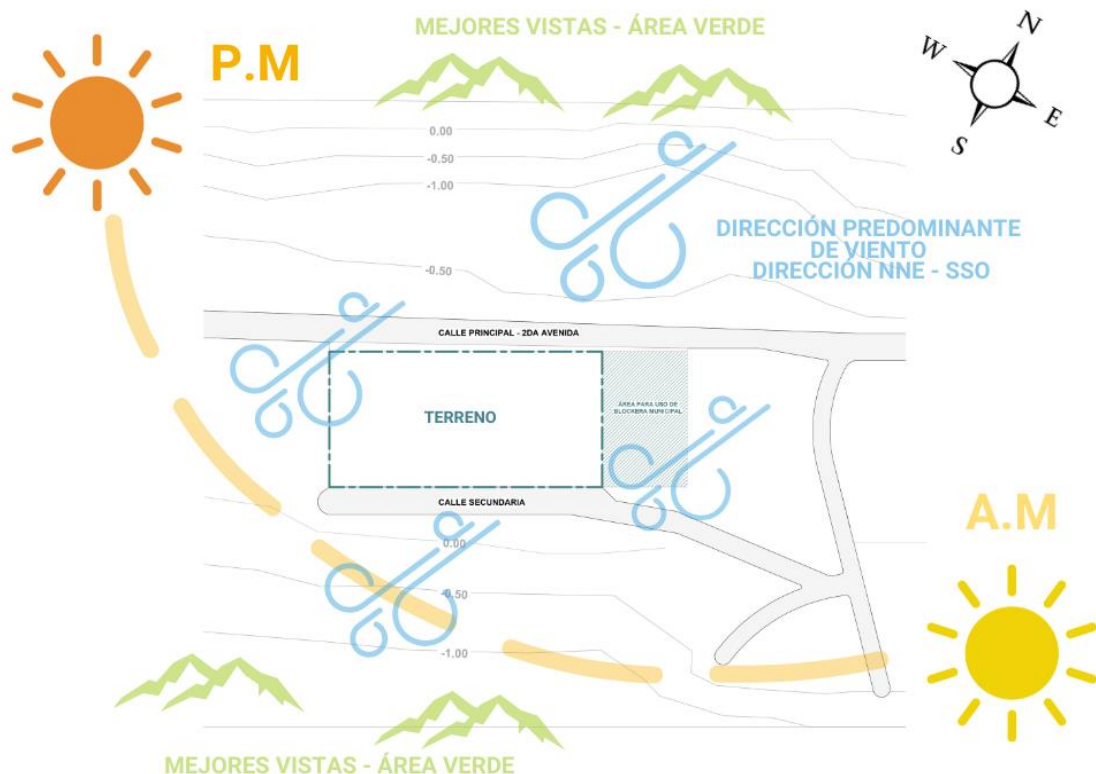 MEJORES VISTAS - ÁREA VERDE
P.M
N
W
E
S
0.00
-0.50
-1.00
DIRECCIÓN PREDOMINANTE
DE VIENTO
DIRECCIÓN NNE - SSO
-0.50
CALLE PRINCIPAL - 2DA AVENIDA
TERRENO
ÁREA PARA USO DE
BLOCKERA MUNICIPAL
CALLE SECUNDARIA
A.M
0.00
-0.50
-1.00
MEJORES VISTAS - ÁREA VERDE